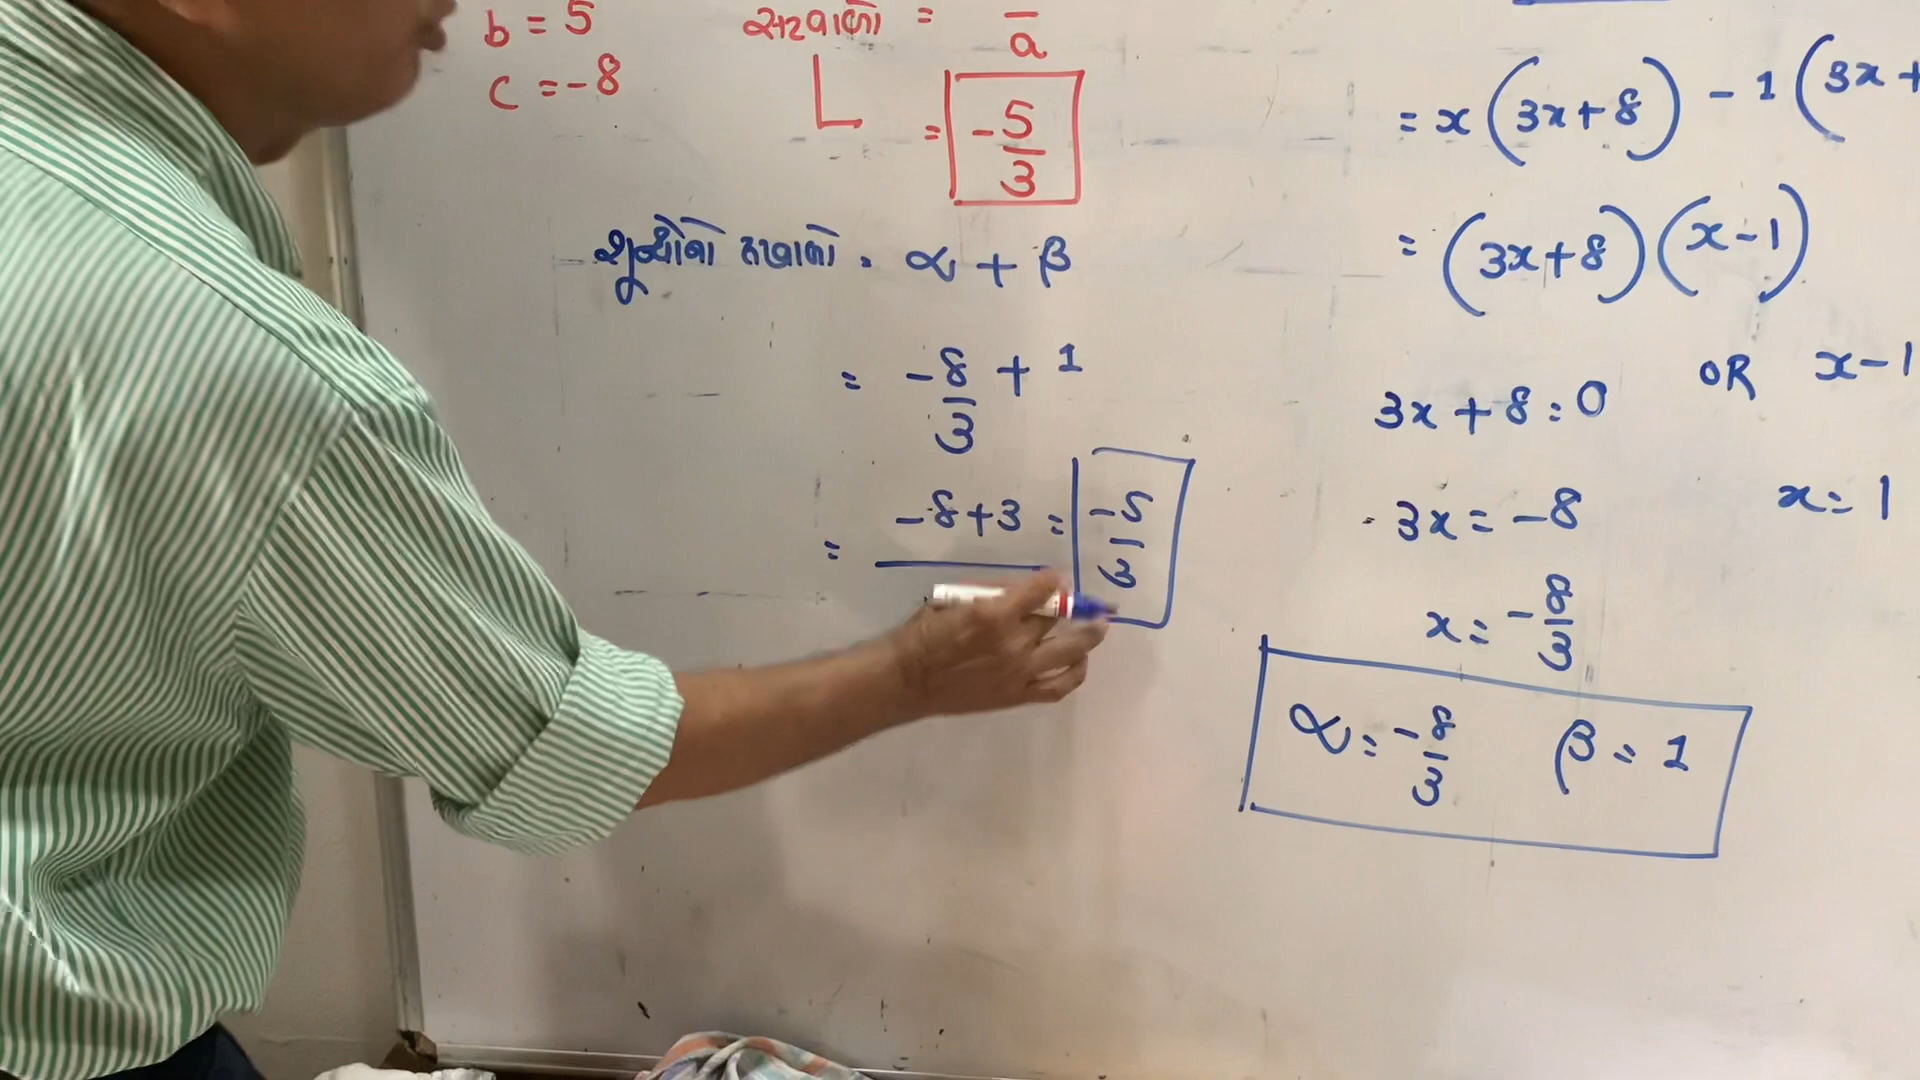 b = 5
c = -8
= -/a
= -5/3
શૂન્યોનો સરવાળો = α + β
= -8/3 + 1
= -8+3 = -5/3
= x(3x+8) - 1(3x+
= (3x+8)(x-1)
3x+8=0 OR x-1
3x = -8 x=1
x = -8/3
α = -8/3 β = 1